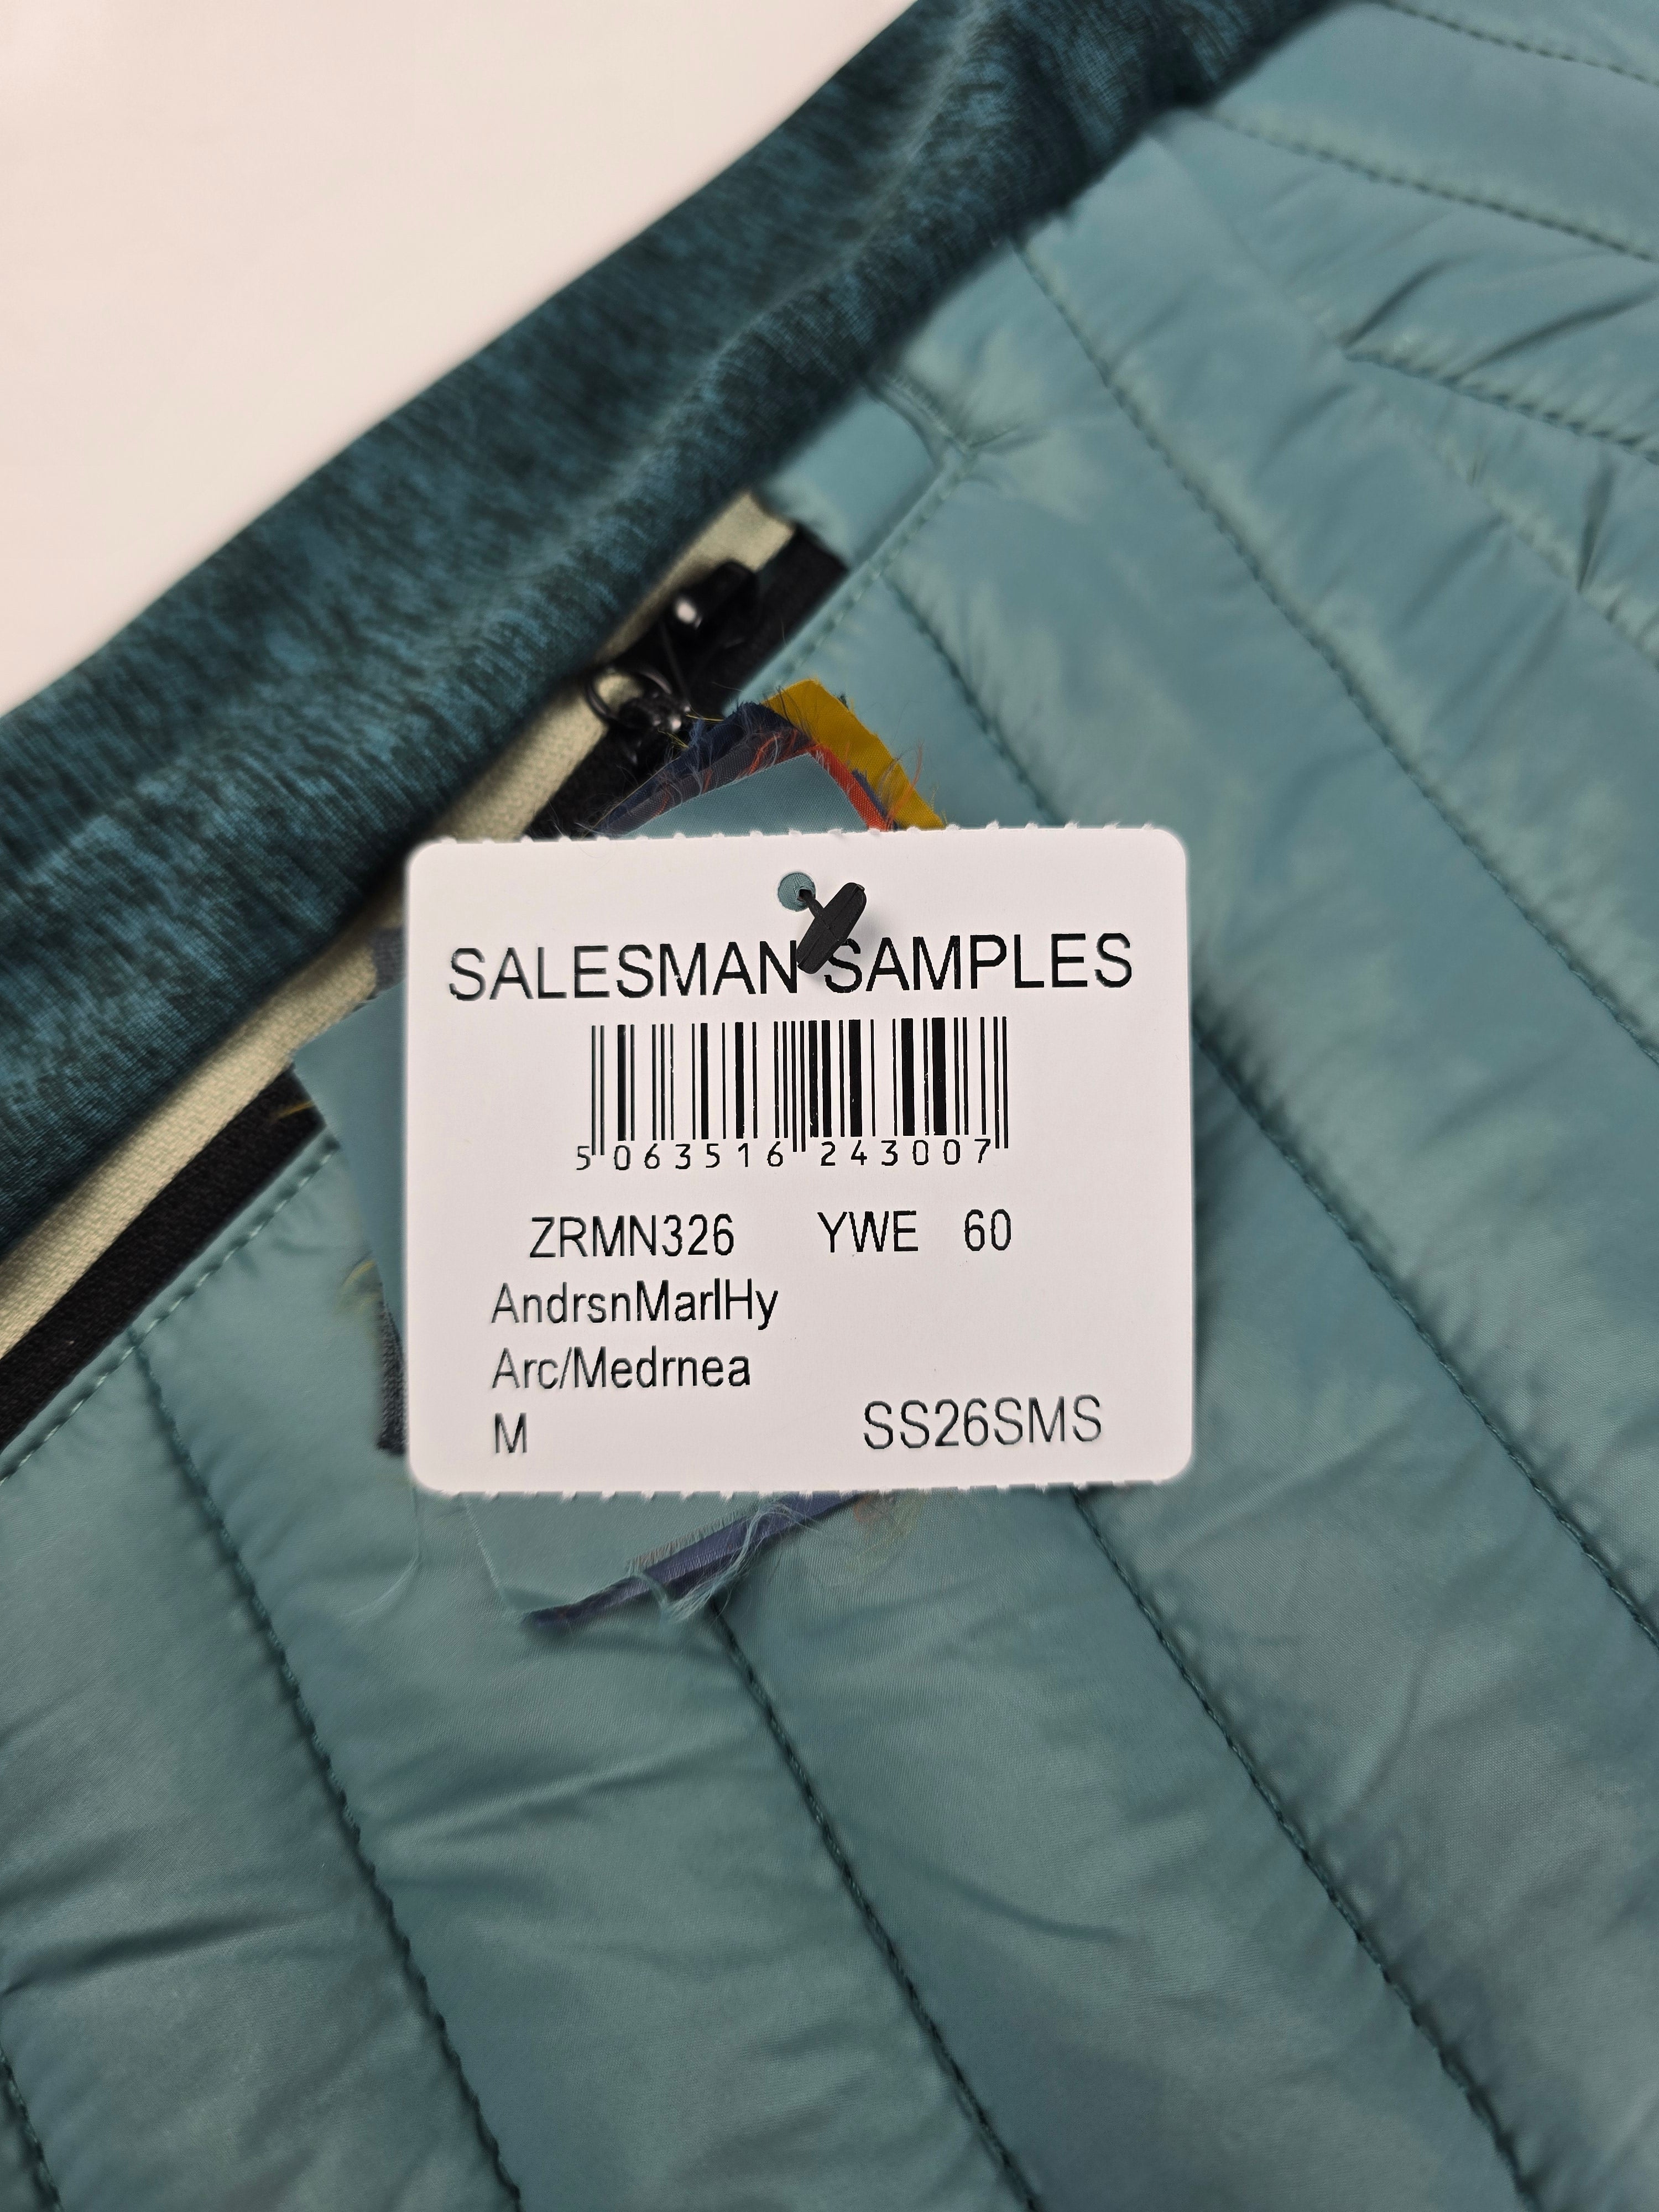 SALESMAN SAMPLES
5 063516 243007
ZRMN326 YWE 60
AndrsnMarlHy
Arc/Medrnea
M SS26SMS